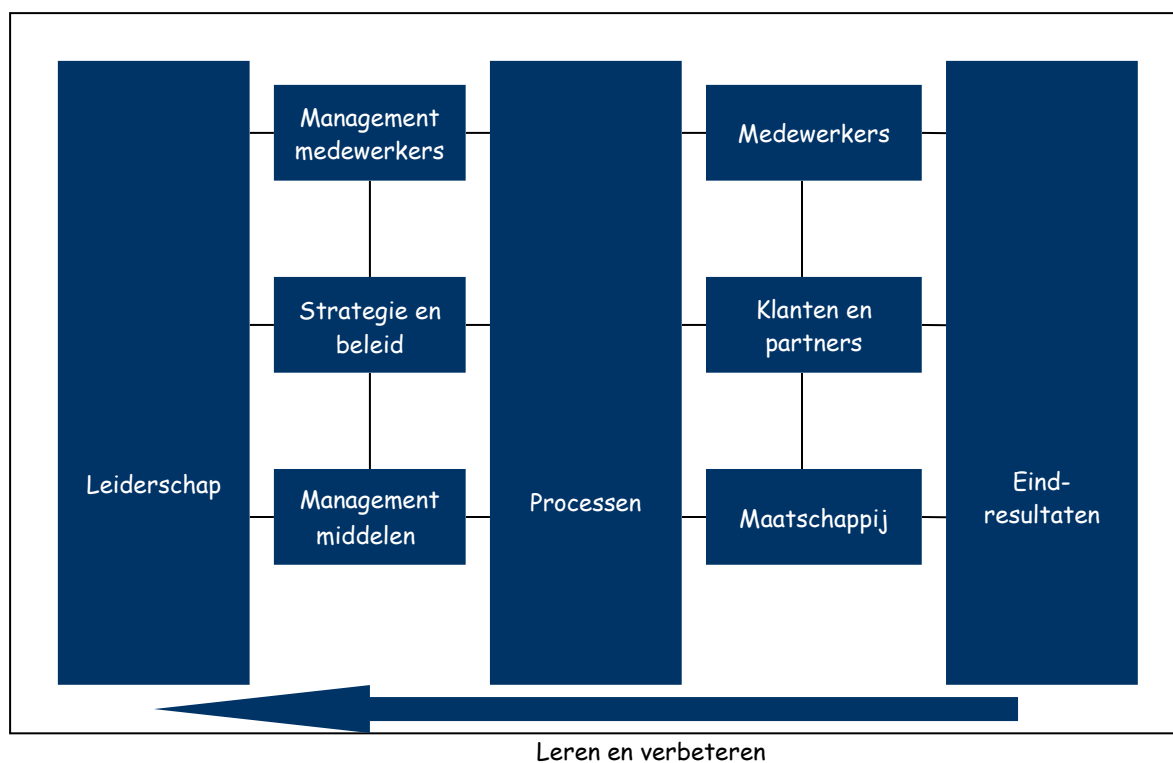 Leiderschap
Management
medewerkers
Strategie en
beleid
Management
middelen
Processen
Medewerkers
Klanten en
partners
Maatschappij
Eind-
resultaten
Leren en verbeteren